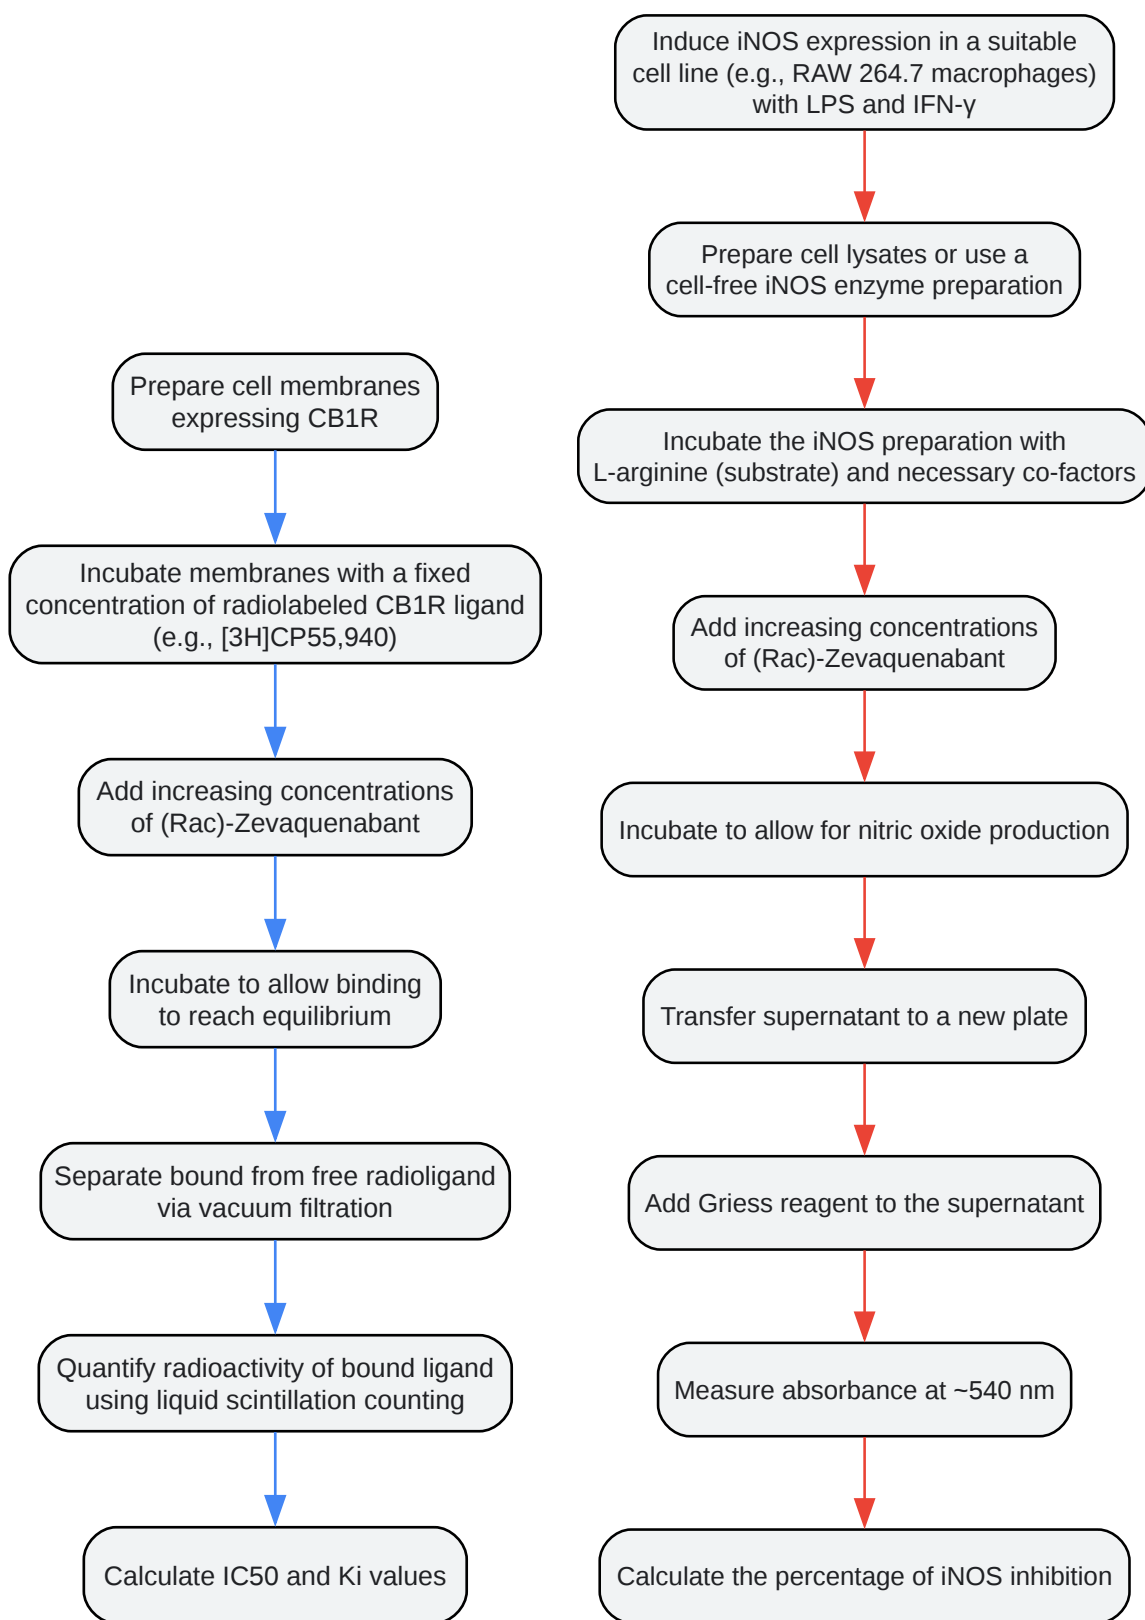 Prepare cell membranes
expressing CB1R
Incubate membranes with a fixed
concentration of radiolabeled CB1R ligand
(e.g., [3H]CP55,940)
Add increasing concentrations
of (Rac)-Zevaquenabant
Incubate to allow binding
to reach equilibrium
Separate bound from free radioligand
via vacuum filtration
Quantify radioactivity of bound ligand
using liquid scintillation counting
Calculate IC50 and Ki values
Induce iNOS expression in a suitable
cell line (e.g., RAW 264.7 macrophages)
with LPS and IFN-γ
Prepare cell lysates or use a
cell-free iNOS enzyme preparation
Incubate the iNOS preparation with
L-arginine (substrate) and necessary co-factors
Add increasing concentrations
of (Rac)-Zevaquenabant
Incubate to allow for nitric oxide production
Transfer supernatant to a new plate
Add Griess reagent to the supernatant
Measure absorbance at ~540 nm
Calculate the percentage of iNOS inhibition